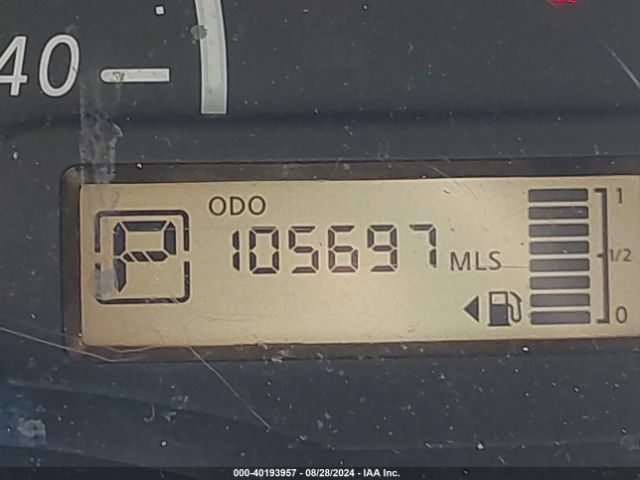 40
ODO
1
P
105697 MLS
1/2
0
000-40193957 - 08/28/2024 - IAA Inc.